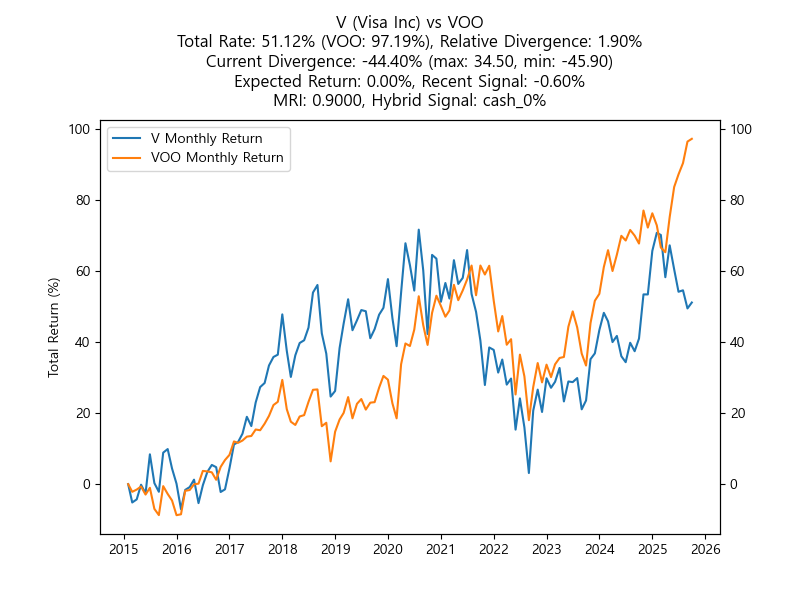 V (Visa Inc) vs VOO
Total Rate: 51.12% (VOO: 97.19%), Relative Divergence: 1.90%
Current Divergence: -44.40% (max: 34.50, min: -45.90)
Expected Return: 0.00%, Recent Signal: -0.60%
MRI: 0.9000, Hybrid Signal: cash_0%
V Monthly Return
VOO Monthly Return
Total Return (%)
100
80
60
40
20
0
100
80
60
40
20
0
2015 2016 2017 2018 2019 2020 2021 2022 2023 2024 2025 2026